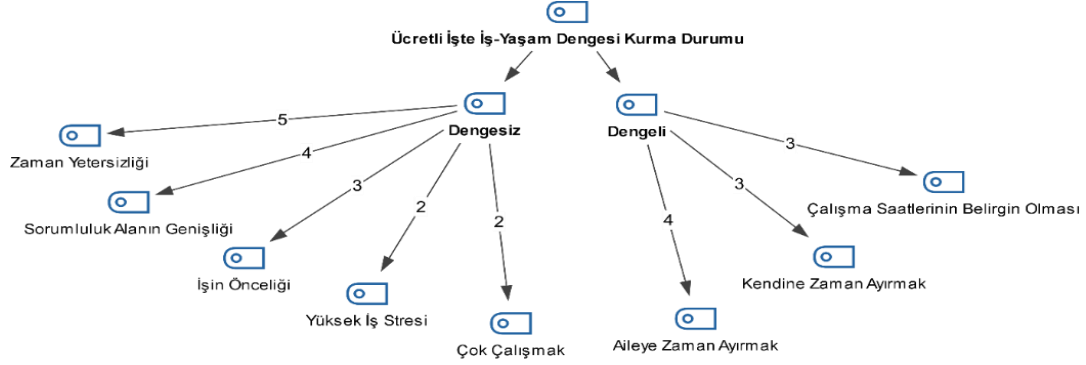 Ücretli İşte İş-Yaşam Dengesi Kurma Durumu
Dengesiz
Dengeli
5
4
3
2
2
4
3
3
Zaman Yetersizliği
Sorumluluk Alanın Genişliği
İşin Önceliği
Yüksek İş Stresi
Çok Çalışmak
Aileye Zaman Ayırmak
Kendine Zaman Ayırmak
Çalışma Saatlerinin Belirgin Olması